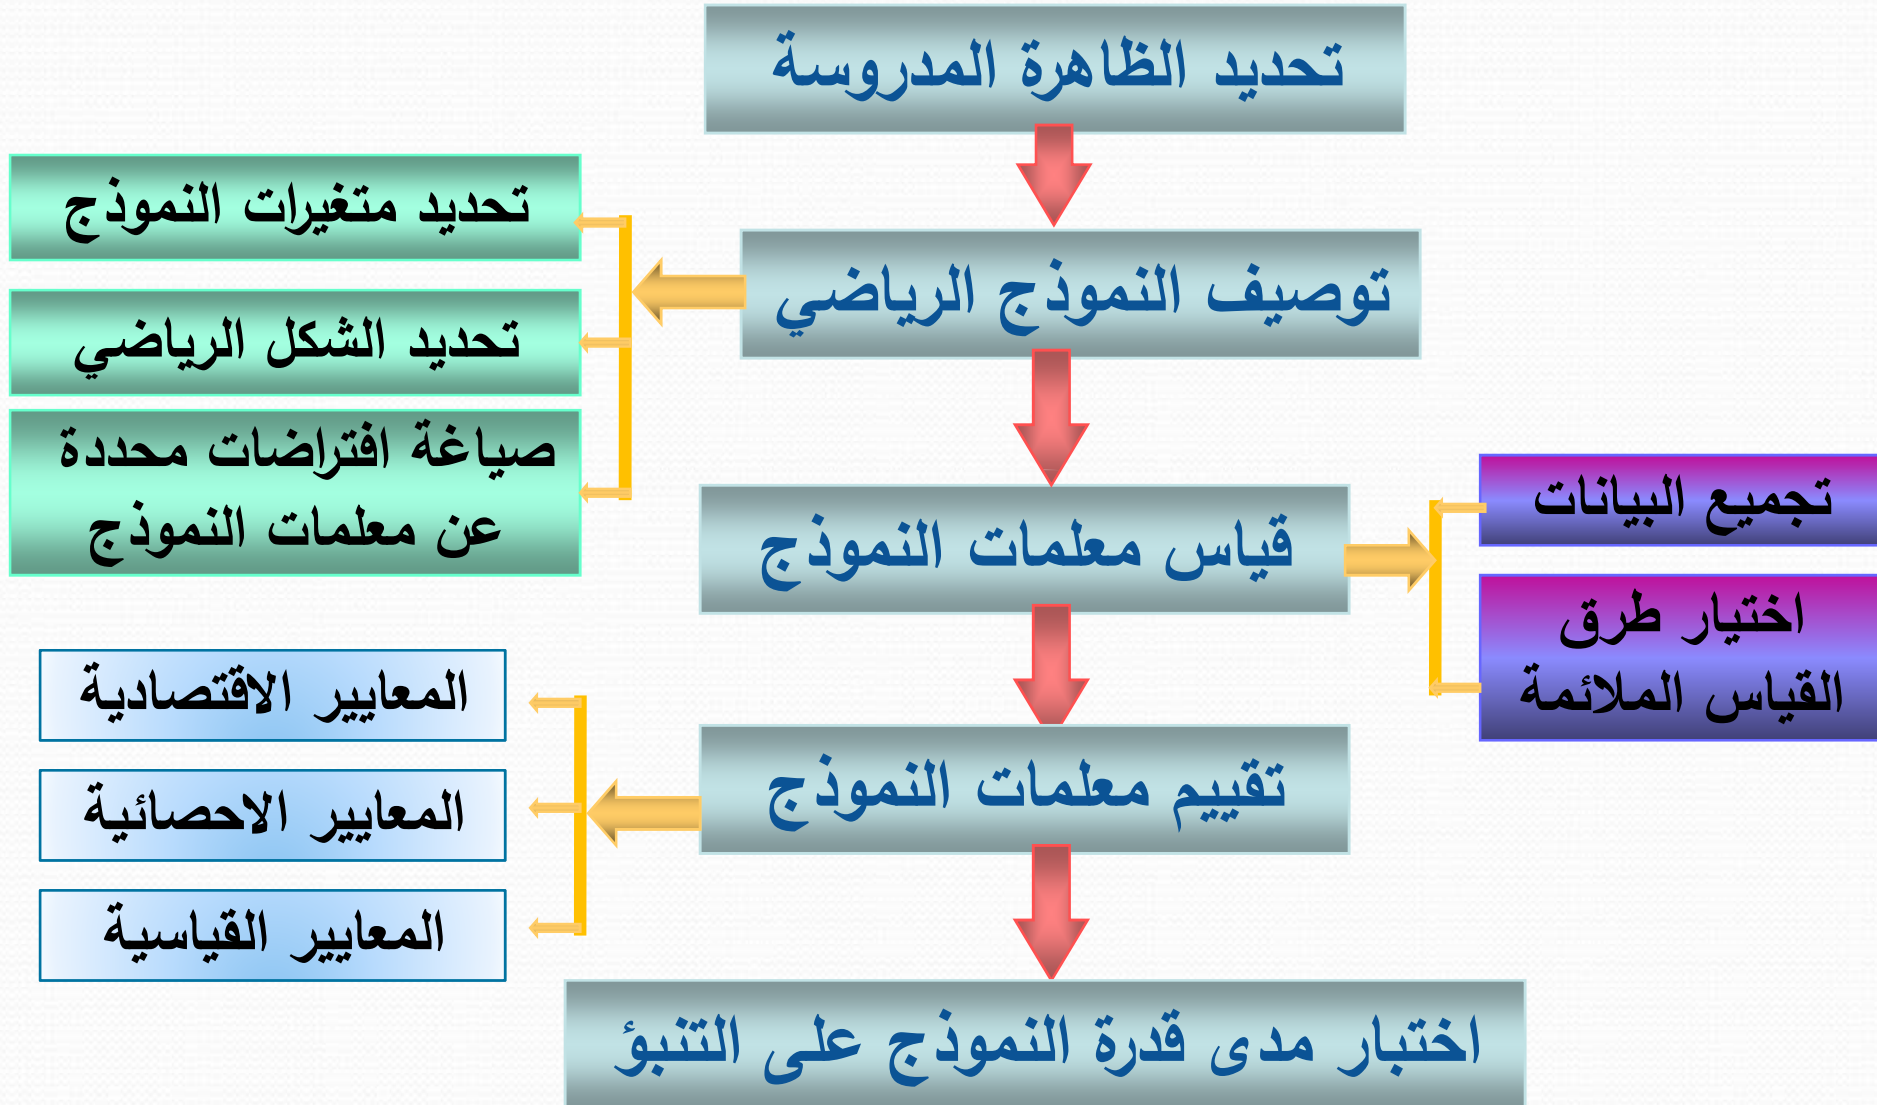 تحديد الظاهرة المدروسة
توصيف النموذج الرياضي
تحديد متغيرات النموذج
تحديد الشكل الرياضي
صياغة افتراضات محددة
عن معلمات النموذج
قياس معلمات النموذج
تجميع البيانات
اختيار طرق
القياس الملائمة
تقييم معلمات النموذج
المعايير الاقتصادية
المعايير الاحصائية
المعايير القياسية
اختبار مدى قدرة النموذج على التنبؤ